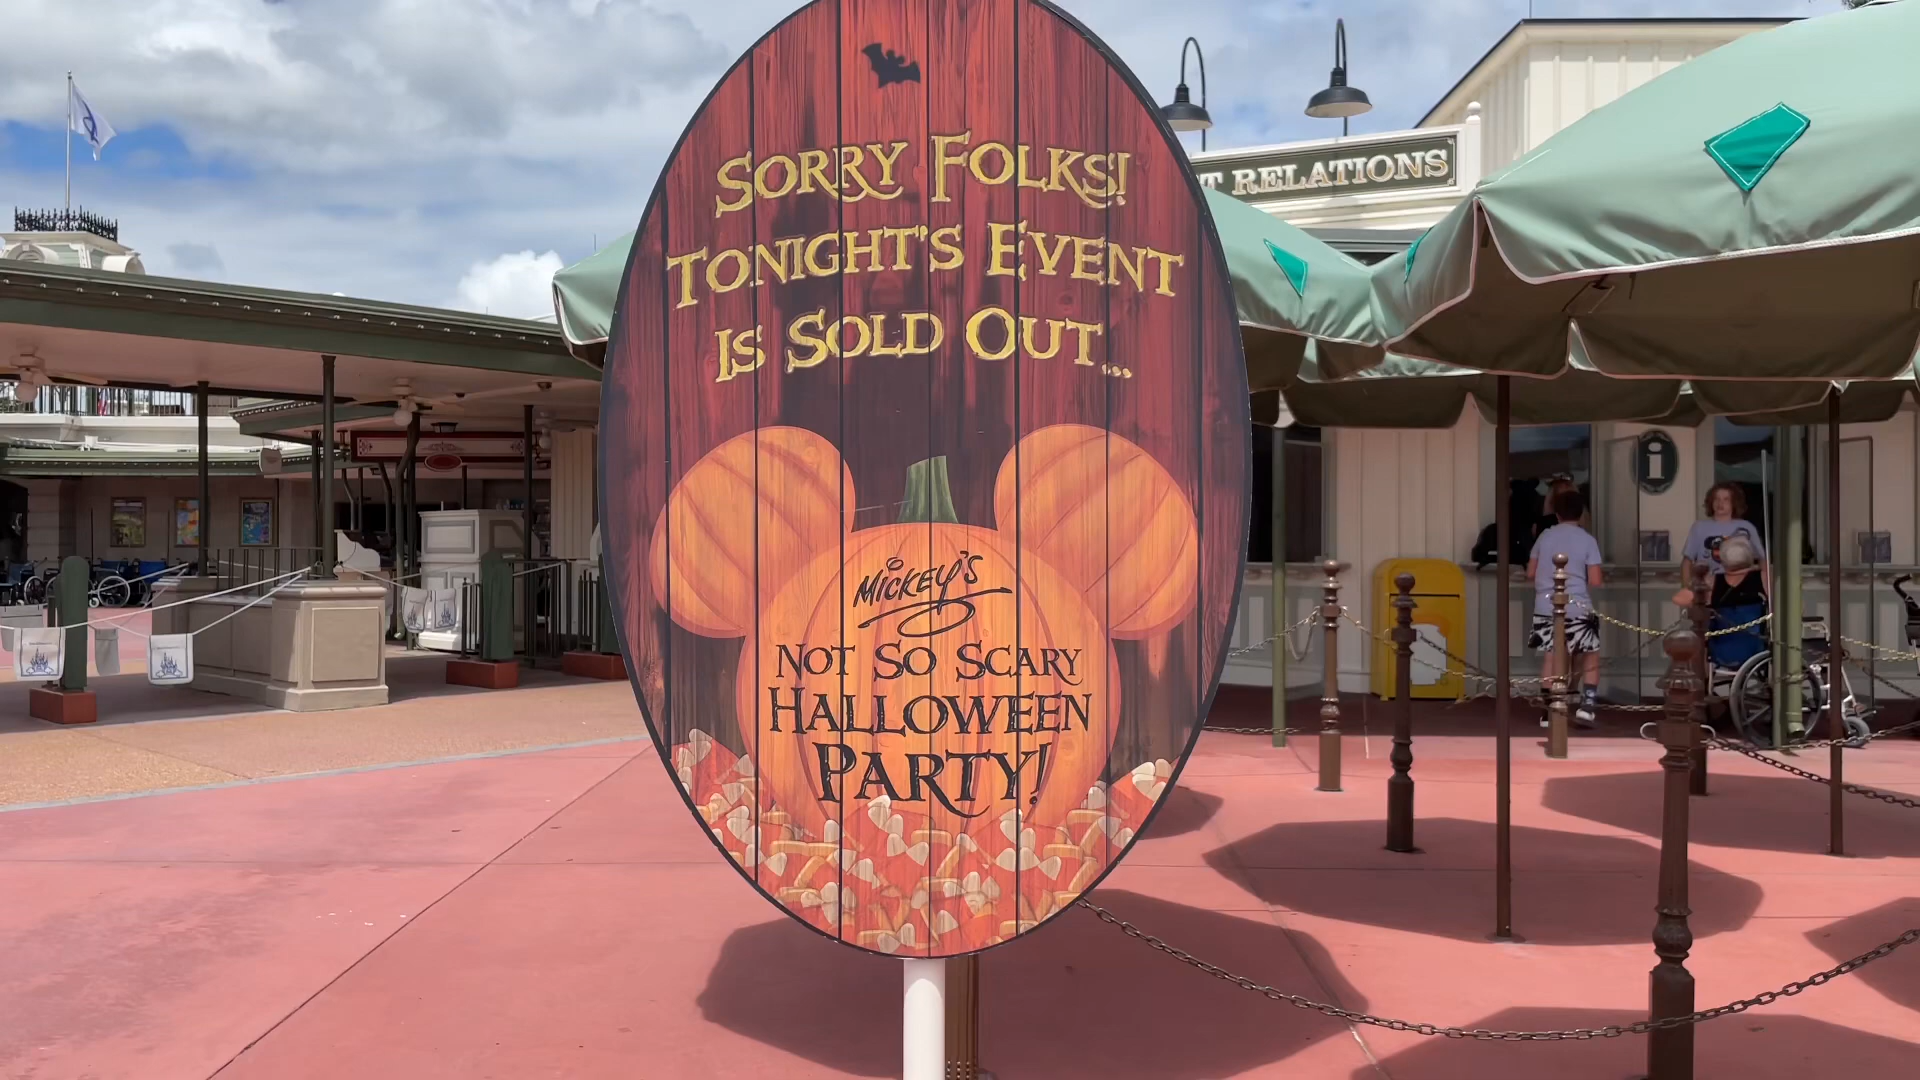 Sorry Folks!
Tonight's Event
Is Sold Out...
Mickey's
Not So Scary
Halloween
Party!
T RELATIONS
i